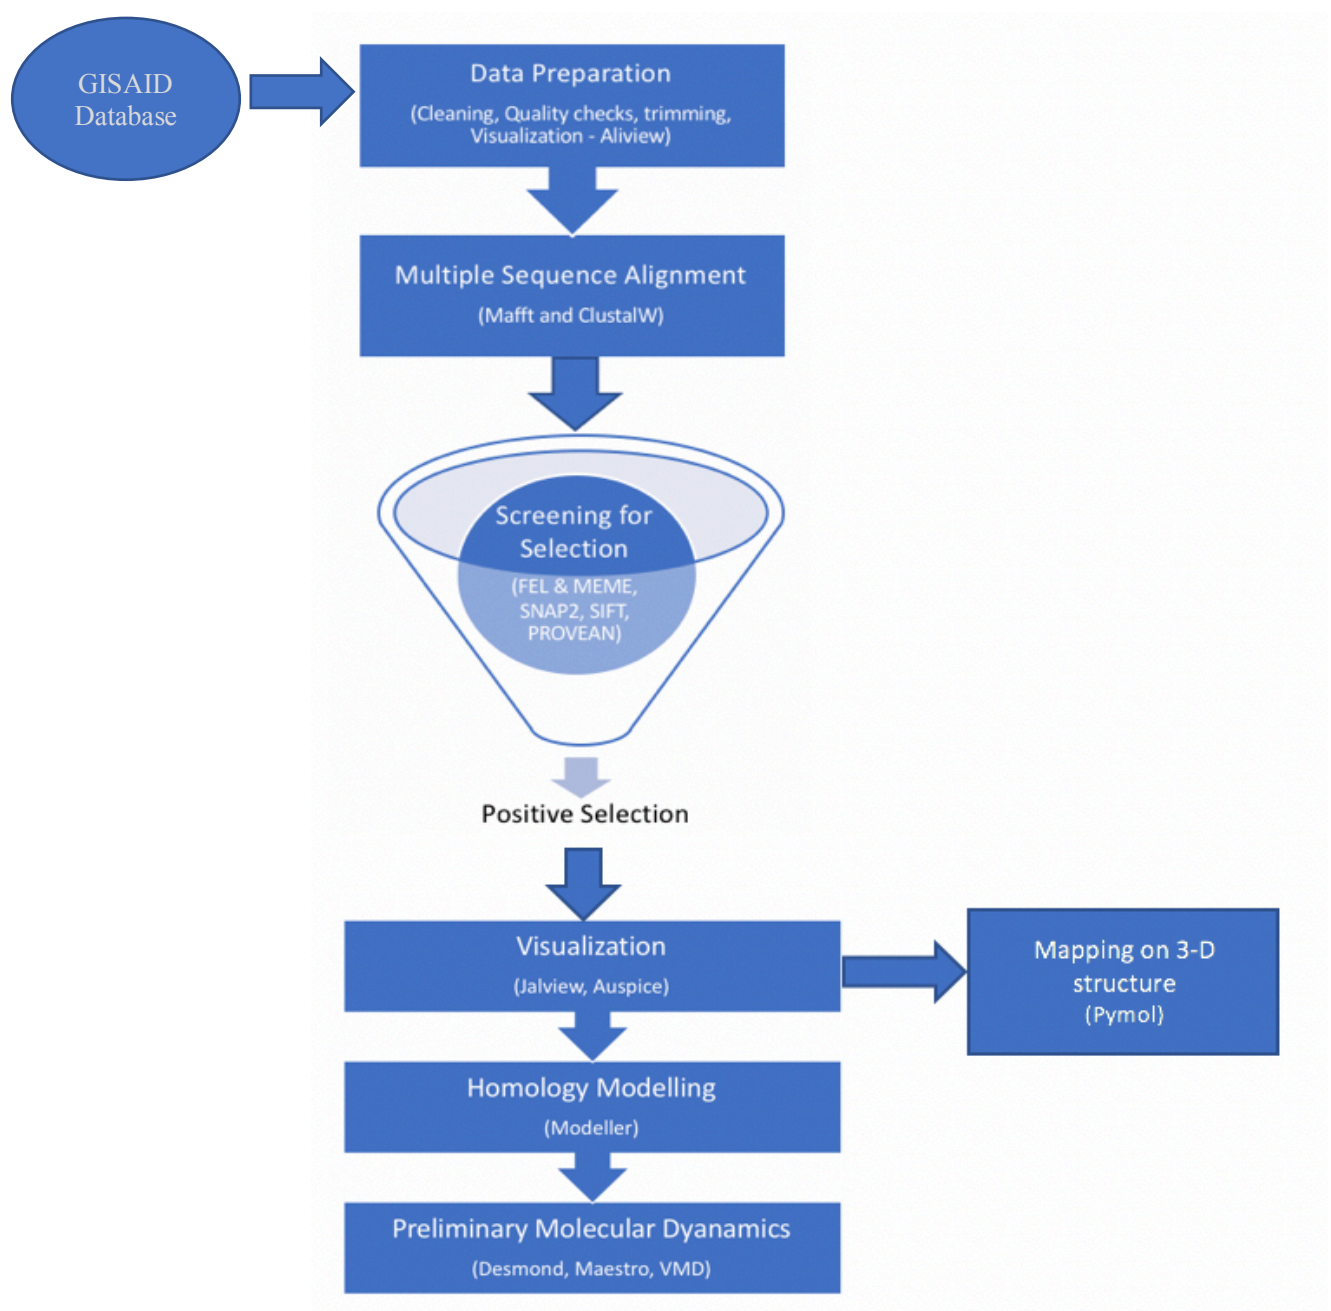 GISAID
Database
Data Preparation
(Cleaning, Quality checks, trimming,
Visualization - Aliview)
Multiple Sequence Alignment
(Mafft and ClustalW)
Screening for
Selection
(FEL & MEME,
SNAP2, SIFT,
PROVEAN)
Positive Selection
Visualization
(Jalview, Auspice)
Mapping on 3-D
structure
(Pymol)
Homology Modelling
(Modeller)
Preliminary Molecular Dyanamics
(Desmond, Maestro, VMD)